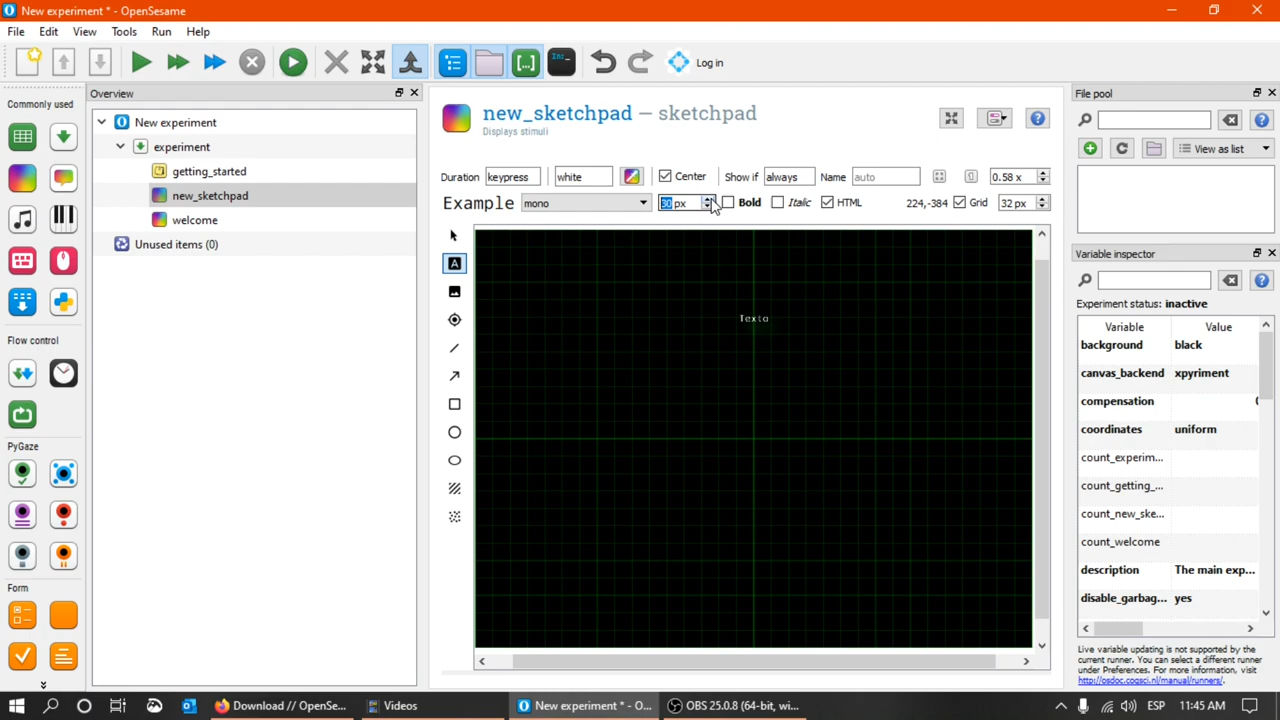 New experiment * - OpenSesame
File Edit View Tools Run Help
In:_
Log in
Commonly used
Overview
New experiment
experiment
getting_started
new_sketchpad
welcome
Unused items (0)
Flow control
PyGaze
Form
new_sketchpad — sketchpad
Displays stimuli
Duration keypress white Center Show if always Name auto 0.58 x
Example mono 30 px Bold Italic HTML 224,-384 Grid 32 px
A
Texto
File pool
View as list
Variable inspector
Experiment status: inactive
Variable Value
background black
canvas_backend xpyriment
compensation
coordinates uniform
count_experim...
count_getting_...
count_new_ske...
count_welcome
description The main exp...
disable_garbag... yes
Live variable updating is not supported by the
current runner. You can select a different runner
under Preferences. For more information, visit
http://osdoc.cogsci.nl/manual/runners/.
Download // OpenSe...
Videos
New experiment * - O...
OBS 25.0.8 (64-bit, wi...
ESP 11:45 AM